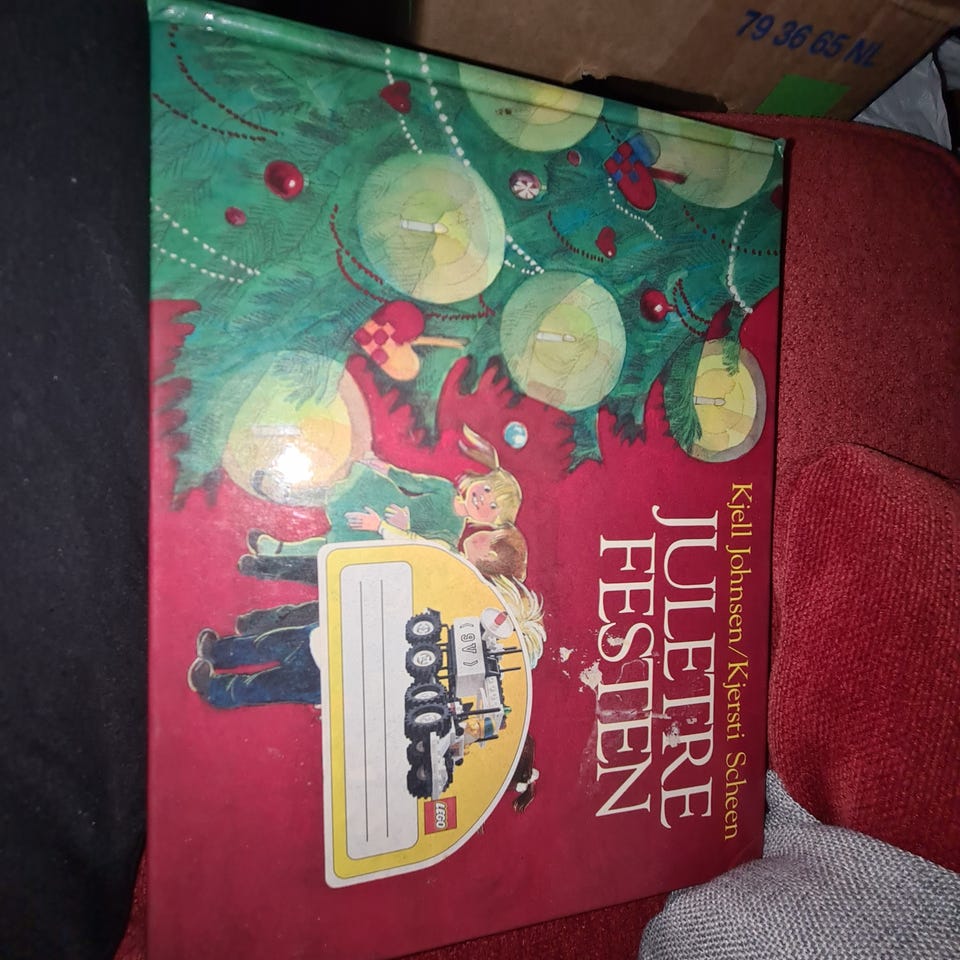 Kjell Johnsen/Kjersti Scheen
JULETRE
FESTEN
LEGO
79 36 65 NL